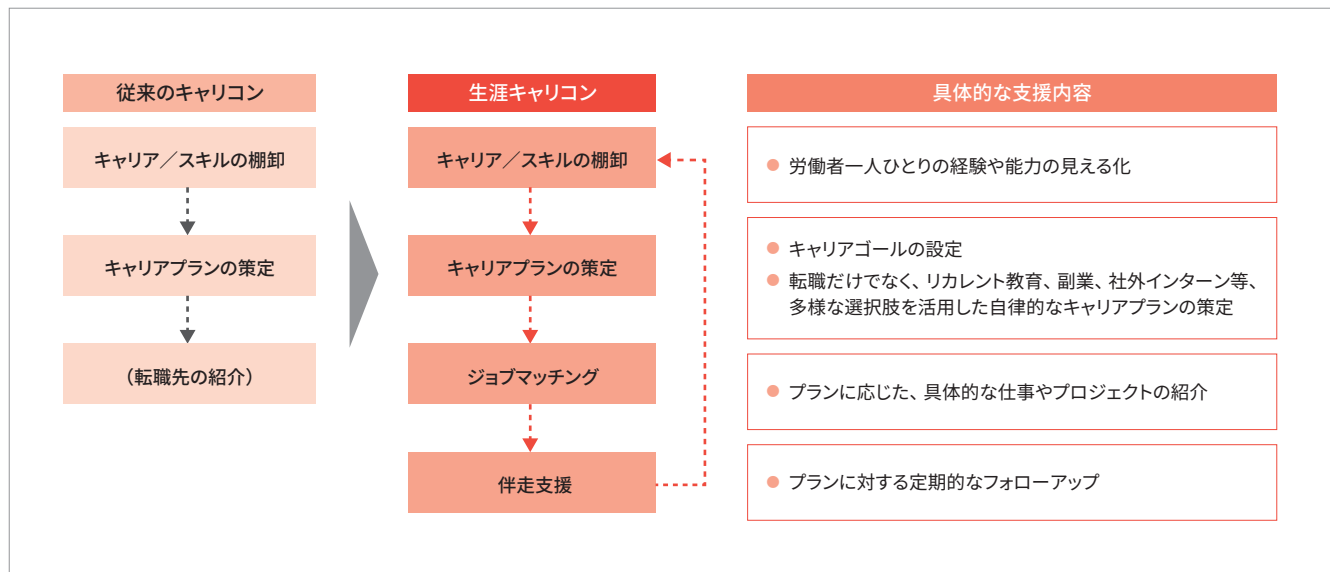 従来のキャリコン
キャリア／スキルの棚卸
キャリアプランの策定
（転職先の紹介）
生涯キャリコン
キャリア／スキルの棚卸
キャリアプランの策定
ジョブマッチング
伴走支援
具体的な支援内容
● 労働者一人ひとりの経験や能力の見える化
● キャリアゴールの設定
● 転職だけでなく、リカレント教育、副業、社外インターン等、
多様な選択肢を活用した自律的なキャリアプランの策定
● プランに応じた、具体的な仕事やプロジェクトの紹介
● プランに対する定期的なフォローアップ